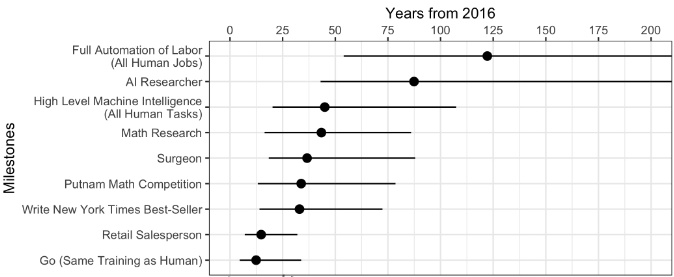 Years from 2016
0 25 50 75 100 125 150 175 200
Milestones
Full Automation of Labor
(All Human Jobs)
AI Researcher
High Level Machine Intelligence
(All Human Tasks)
Math Research
Surgeon
Putnam Math Competition
Write New York Times Best-Seller
Retail Salesperson
Go (Same Training as Human)